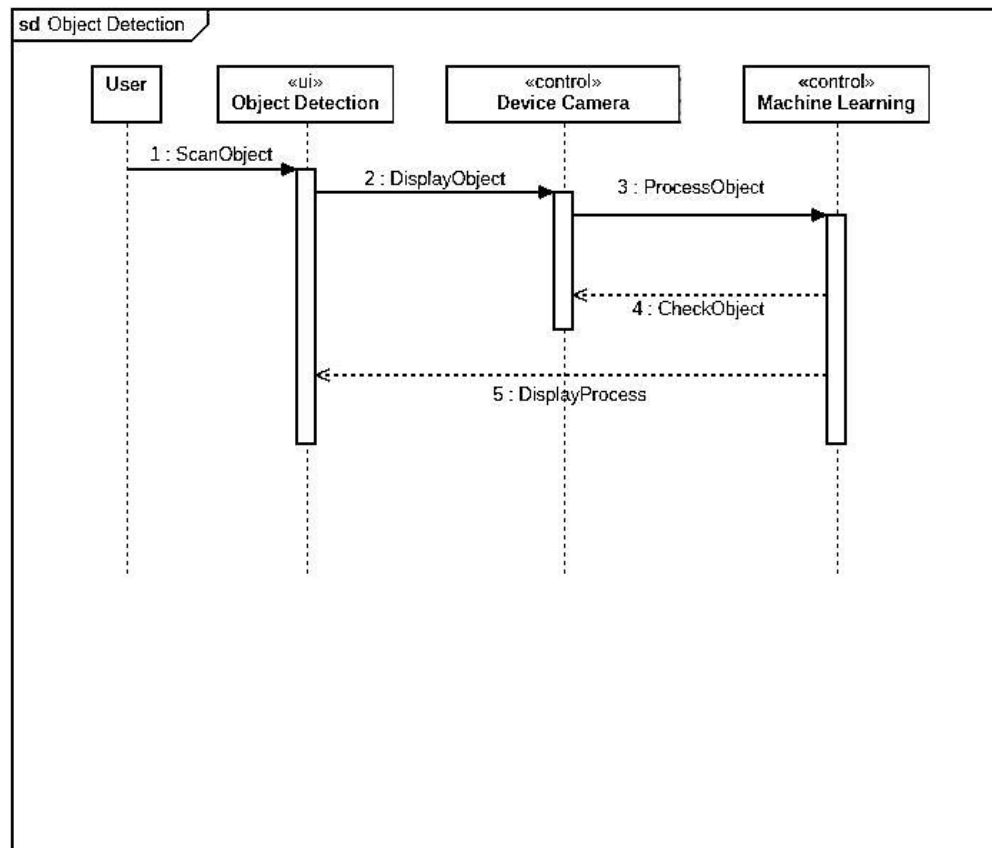 sd Object Detection
User
«ui»
Object Detection
«control»
Device Camera
«control»
Machine Learning
1 : ScanObject
2 : DisplayObject
3 : ProcessObject
4 : CheckObject
5 : DisplayProcess